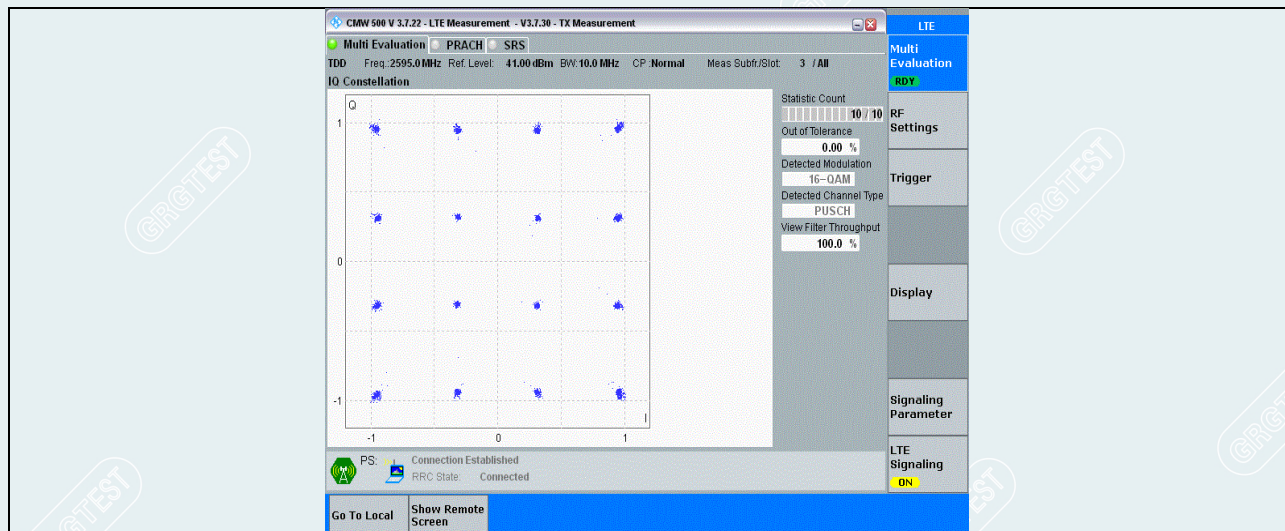 CMW 500 V 3.7.22 - LTE Measurement - V3.7.30 - TX Measurement
LTE
Multi Evaluation PRACH SRS
TDD Freq.:2595.0 MHz Ref. Level: 41.00 dBm BW:10.0 MHz CP :Normal Meas Subfr./Slot: 3 / All
IQ Constellation
Q
1
0
-1
-1 0 1
I
Statistic Count
10 / 10
Out of Tolerance
0.00 %
Detected Modulation
16-QAM
Detected Channel Type
PUSCH
View Filter Throughput
100.0 %
Multi
Evaluation
RDY
RF
Settings
Trigger
Display
Signaling
Parameter
LTE
Signaling
ON
PS: Connection Established
RRC State: Connected
Go To Local
Show Remote
Screen
GRGTEST
GRGTEST
GRGTEST